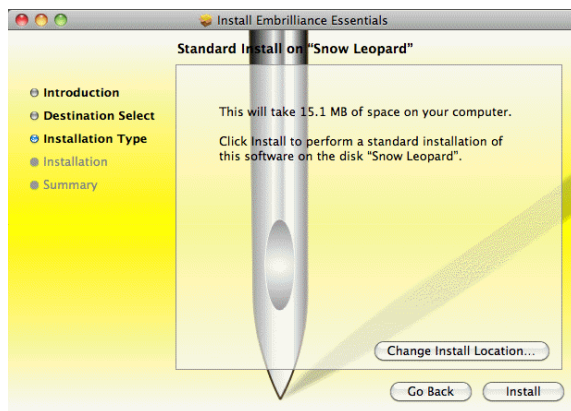 Install Embrilliance Essentials
Standard Install on “Snow Leopard”
Introduction
Destination Select
Installation Type
Installation
Summary
This will take 15.1 MB of space on your computer.
Click Install to perform a standard installation of
this software on the disk “Snow Leopard”.
Change Install Location...
Go Back
Install